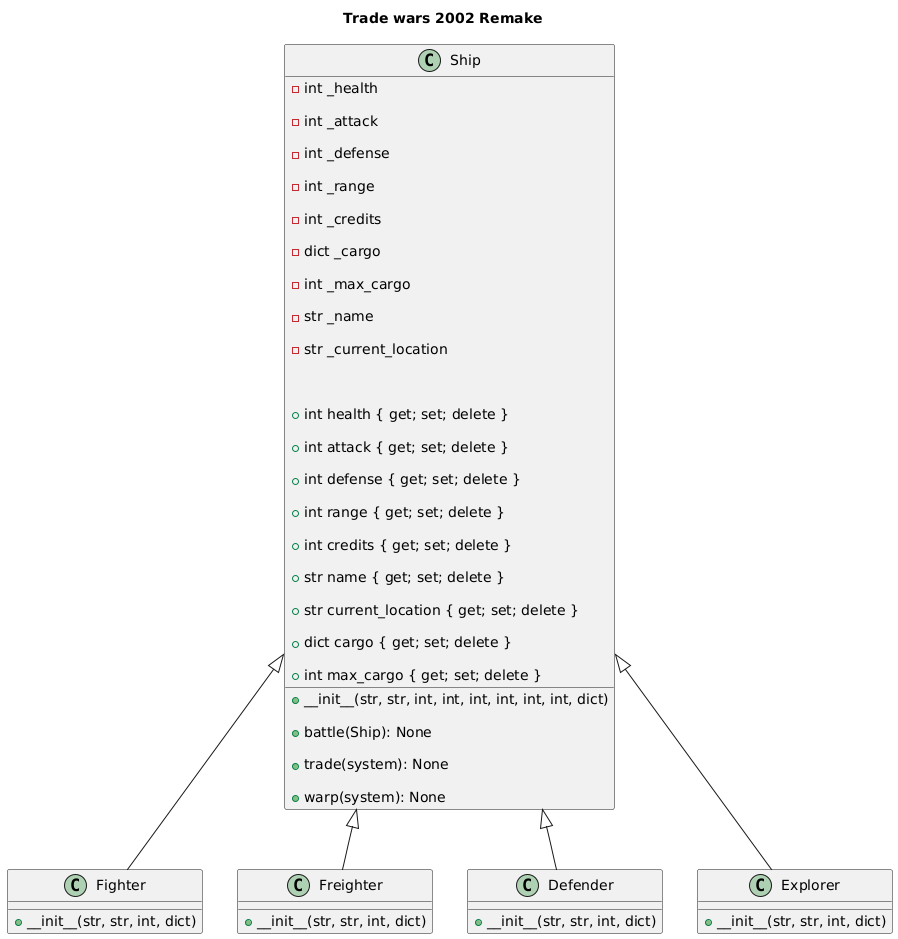 Trade wars 2002 Remake
C Ship
int _health
int _attack
int _defense
int _range
int _credits
dict _cargo
int _max_cargo
str _name
str _current_location
int health { get; set; delete }
int attack { get; set; delete }
int defense { get; set; delete }
int range { get; set; delete }
int credits { get; set; delete }
str name { get; set; delete }
str current_location { get; set; delete }
dict cargo { get; set; delete }
int max_cargo { get; set; delete }
__init__(str, str, int, int, int, int, int, int, dict)
battle(Ship): None
trade(system): None
warp(system): None
C Fighter
__init__(str, str, int, dict)
C Freighter
__init__(str, str, int, dict)
C Defender
__init__(str, str, int, dict)
C Explorer
__init__(str, str, int, dict)